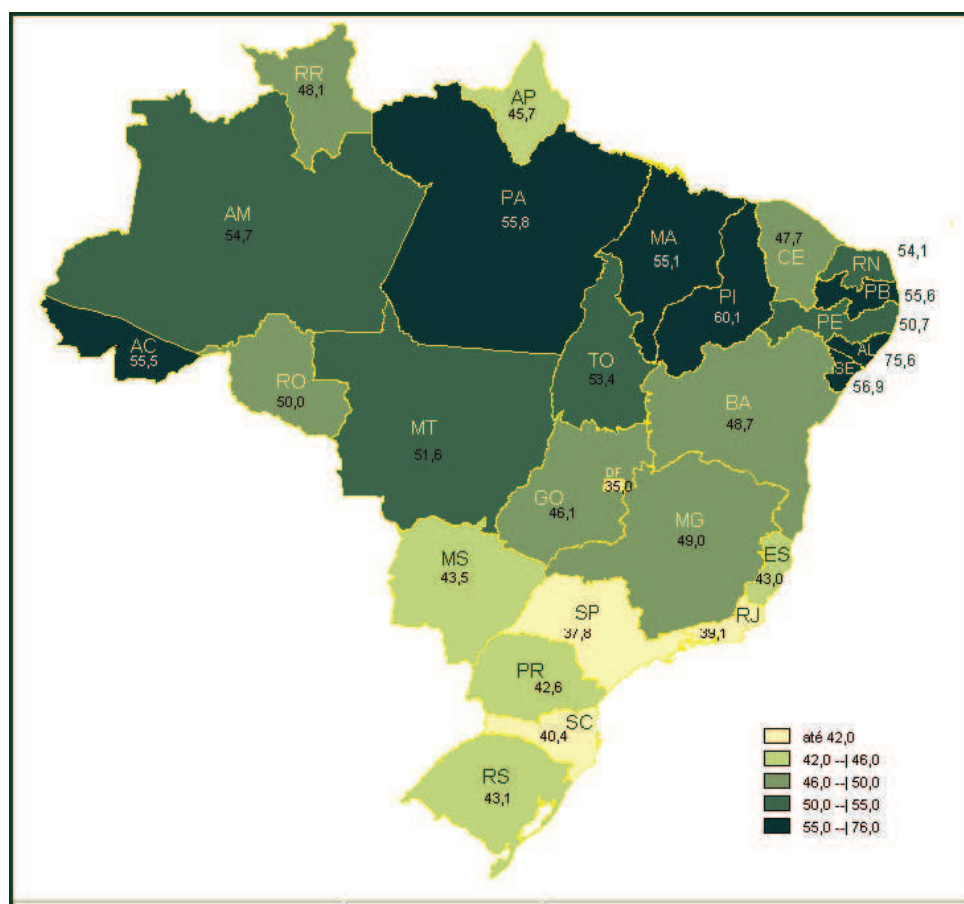 RR
48,1
AP
45,7
AM
54,7
PA
55,8
MA
55,1
PI
60,1
47,7
CE
54,1
RN
PB
55,6
PE
50,7
AL
75,6
SE
56,9
AC
55,5
RO
50,0
TO
53,4
BA
48,7
MT
51,6
DF
35,0
GO
46,1
MG
49,0
ES
43,0
MS
43,5
SP
37,8
RJ
39,1
PR
42,6
SC
40,4
RS
43,1
até 42,0
42,0 --| 46,0
46,0 --| 50,0
50,0 --| 55,0
55,0 --| 76,0